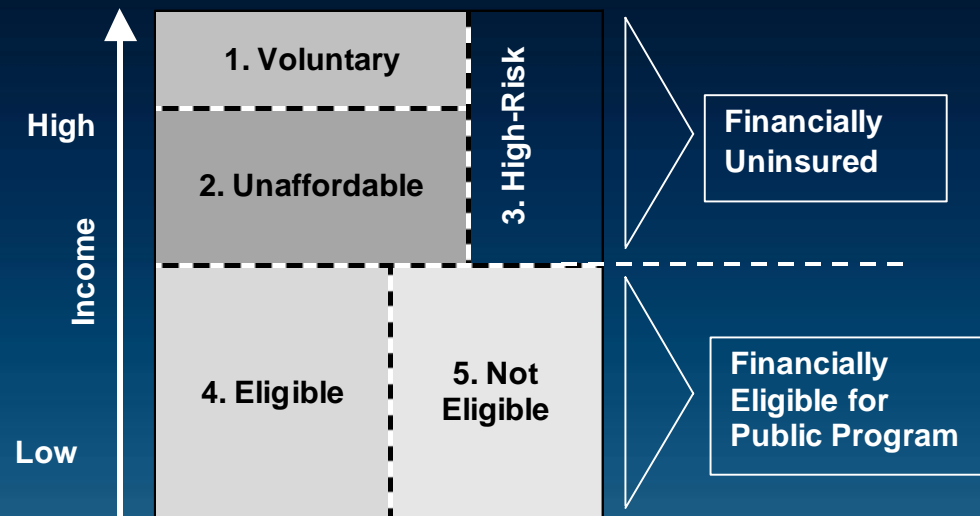 1. Voluntary
High
2. Unaffordable
3. High-Risk
Financially
Uninsured
Income
4. Eligible
5. Not
Eligible
Financially
Eligible for
Public Program
Low